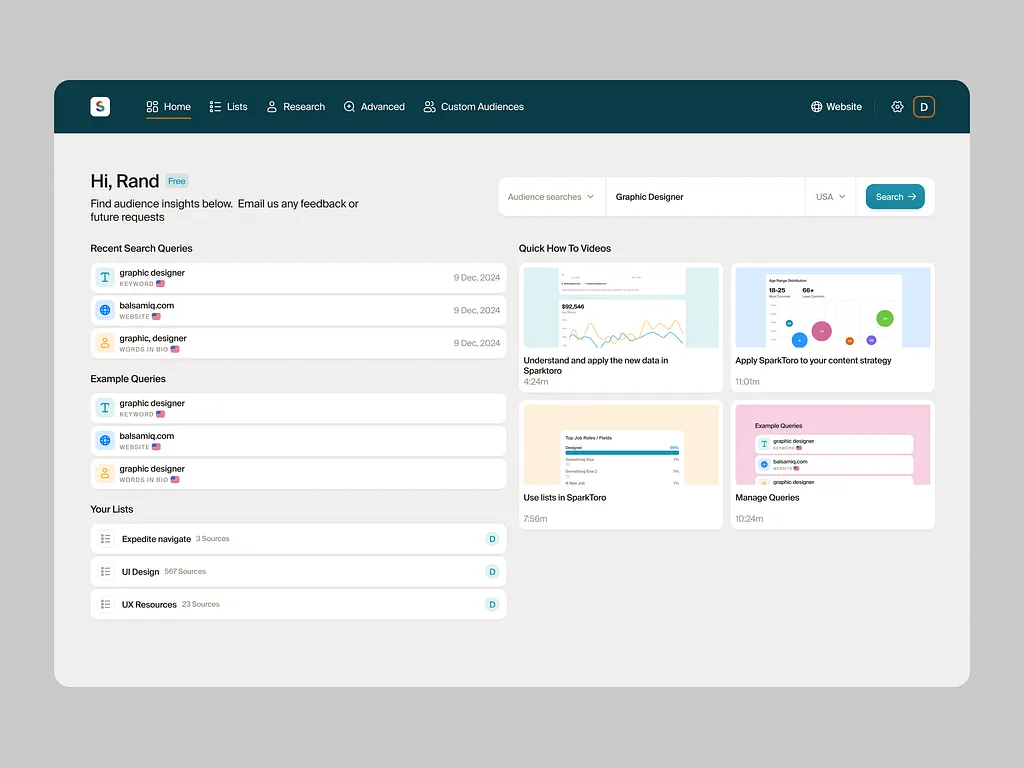 S
Home
Lists
Research
Advanced
Custom Audiences
Website
D
Hi, Rand
Free
Find audience insights below. Email us any feedback or
future requests
Audience searches
Graphic Designer
USA
Search
Recent Search Queries
graphic designer
KEYWORD
9 Dec, 2024
balsamiq.com
WEBSITE
9 Dec, 2024
graphic, designer
WORDS IN BIO
9 Dec, 2024
Example Queries
graphic designer
KEYWORD
balsamiq.com
WEBSITE
graphic designer
WORDS IN BIO
Your Lists
Expedite navigate 3 Sources
D
UI Design 567 Sources
D
UX Resources 23 Sources
D
Quick How To Videos
$92,546
Understand and apply the new data in
Sparktoro
4:24m
Age Range Distribution
18-25
66+
Most Common
Least Common
Apply SparkToro to your content strategy
11:01m
Top Job Roles / Fields
Designer
Something Else
Something Else 2
A New Job
Use lists in SparkToro
7:56m
Example Queries
graphic designer
KEYWORD
balsamiq.com
WEBSITE
graphic designer
Manage Queries
10:24m